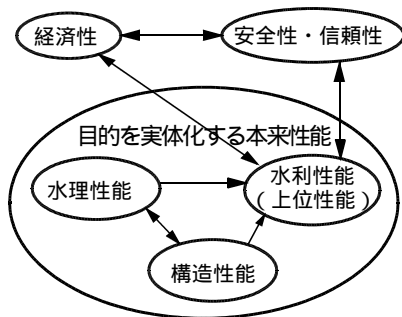 経済性
安全性・信頼性
目的を実体化する本来性能
水理性能
水利性能
(上位性能)
構造性能